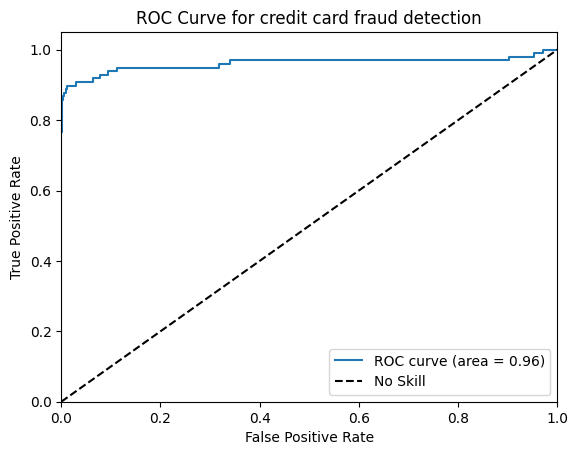 ROC Curve for credit card fraud detection
1.0
0.8
0.6
0.4
0.2
0.0
True Positive Rate
ROC curve (area = 0.96)
No Skill
0.0 0.2 0.4 0.6 0.8 1.0
False Positive Rate